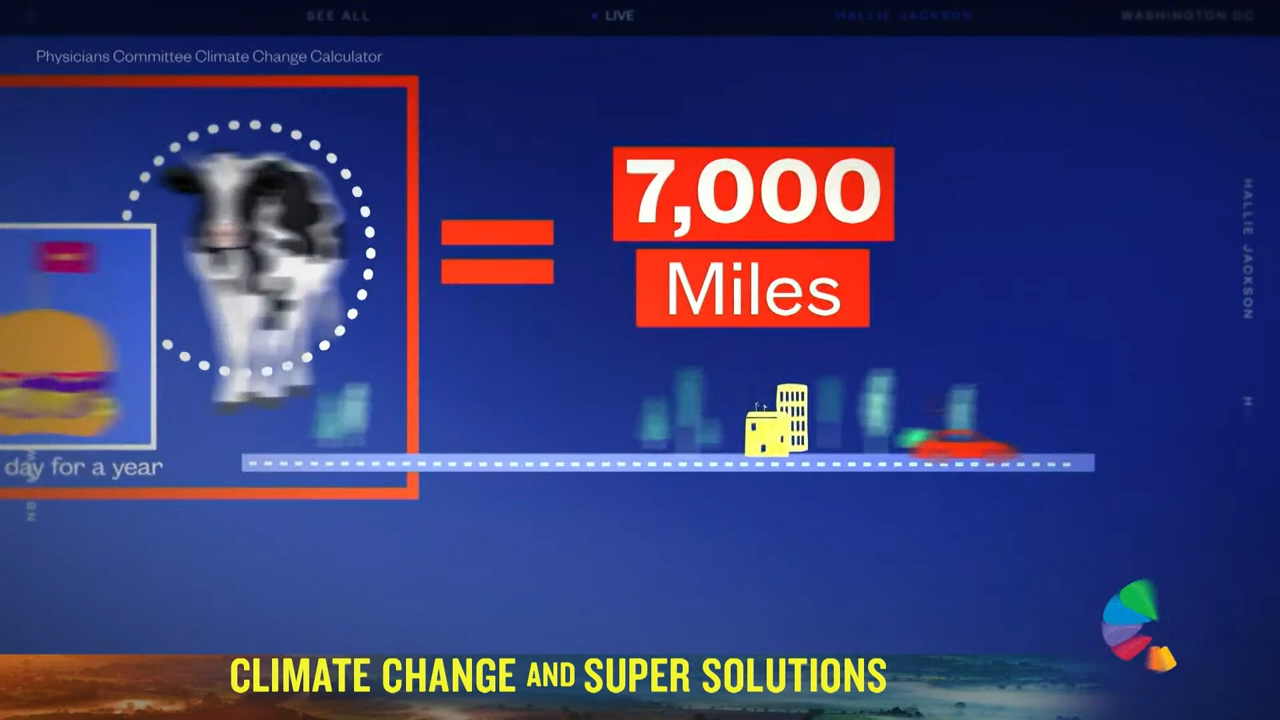 SEE ALL
LIVE
HALLIE JACKSON
WASHINGTON DC
Physicians Committee Climate Change Calculator
7,000
Miles
day for a year
HALLIE JACKSON
H
NB
CLIMATE CHANGE AND SUPER SOLUTIONS